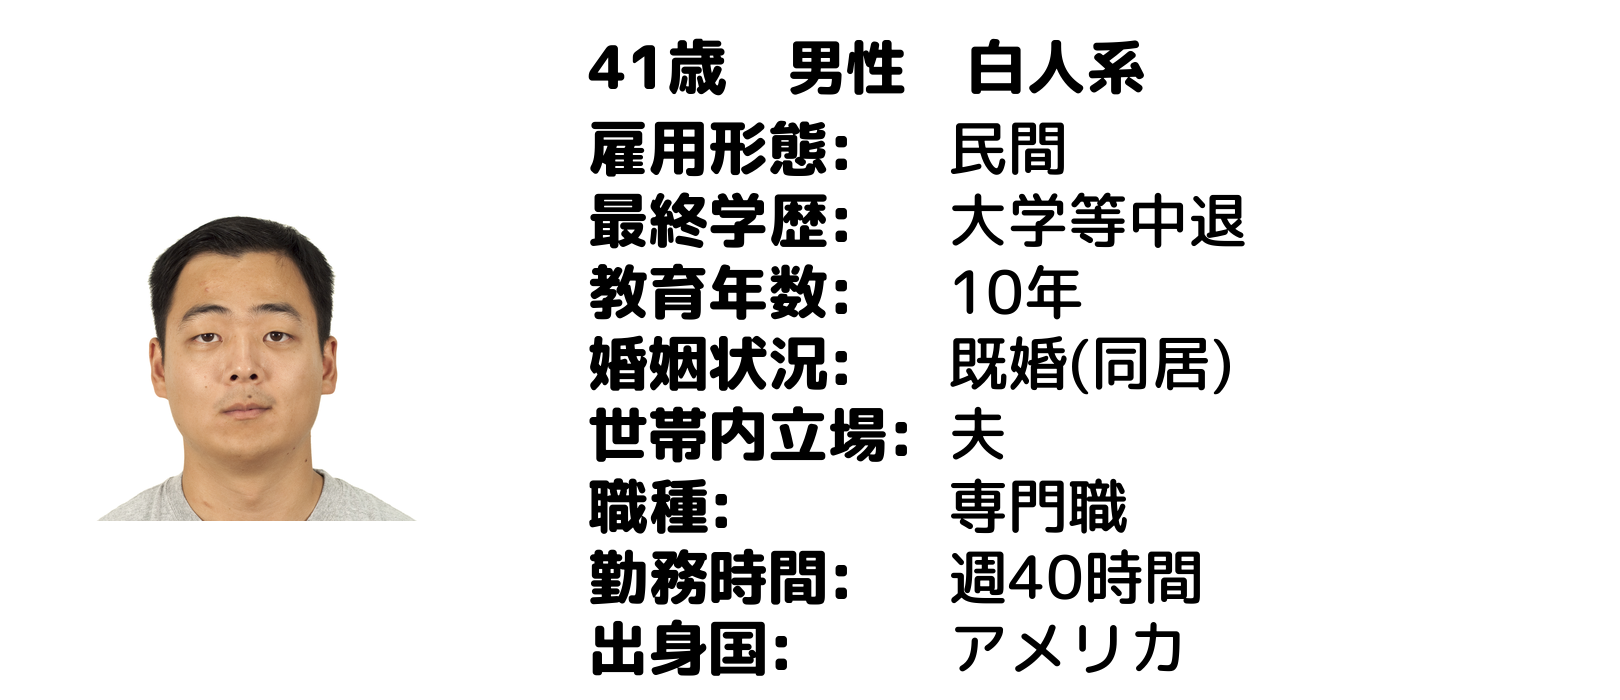 41歳　男性　白人系
雇用形態:　民間
最終学歴:　大学等中退
教育年数:　10年
婚姻状況:　既婚(同居)
世帯内立場:　夫
職種:　専門職
勤務時間:　週40時間
出身国:　アメリカ